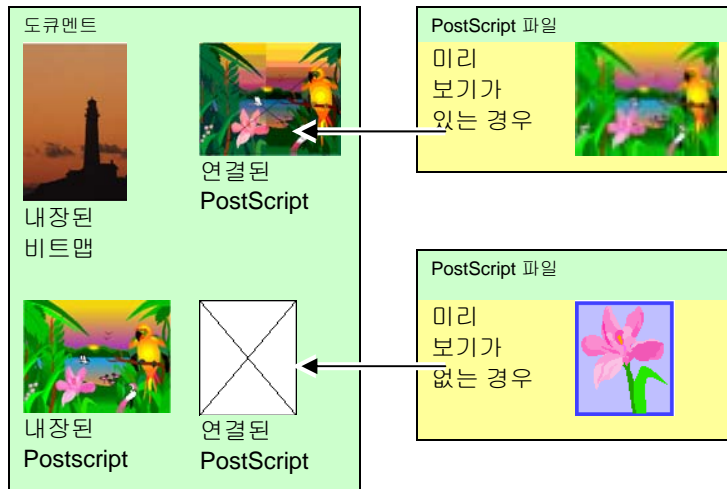 도큐멘트
내장된
비트맵
연결된
PostScript
내장된
Postscript
연결된
PostScript
PostScript 파일
미리
보기가
있는 경우
PostScript 파일
미리
보기가
없는 경우